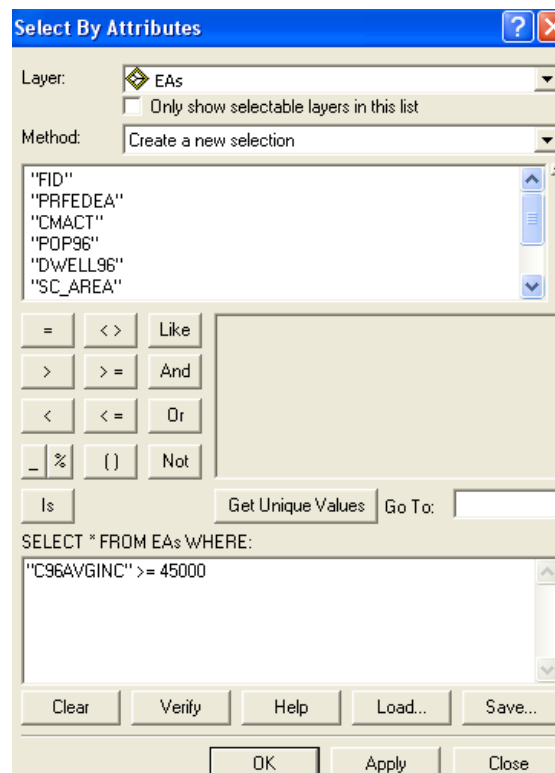 Select By Attributes
Layer: EAs
Only show selectable layers in this list
Method: Create a new selection
"FID"
"PRFEDEA"
"CMACT"
"POP96"
"DWELL96"
"SC_AREA"
= < > Like
> > = And
< < = Or
_ % ( ) Not
Is Get Unique Values Go To:
SELECT * FROM EAs WHERE:
"C96AVGINC" >= 45000
Clear Verify Help Load... Save...
OK Apply Close